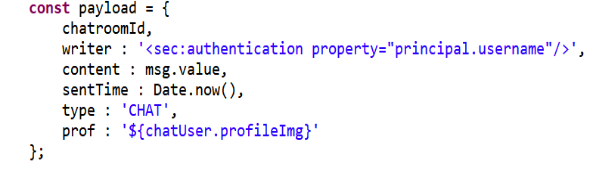 const payload = {
    chatroomId,
    writer : '<sec:authentication property="principal.username"/>',
    content : msg.value,
    sentTime : Date.now(),
    type : 'CHAT',
    prof : '${chatUser.profileImg}'
};